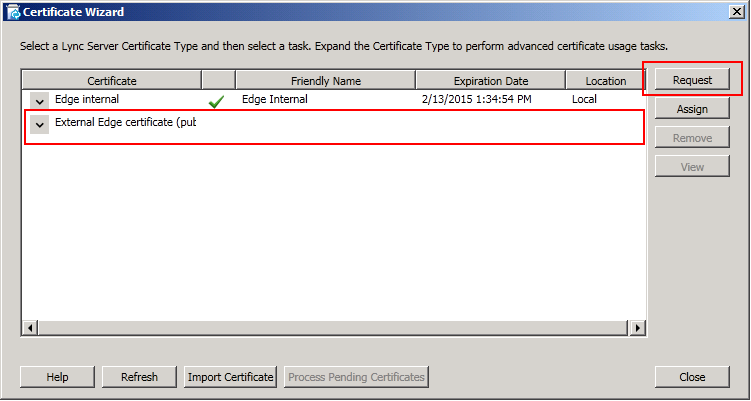 Certificate Wizard
Select a Lync Server Certificate Type and then select a task. Expand the Certificate Type to perform advanced certificate usage tasks.
Certificate Friendly Name Expiration Date Location
Edge internal Edge Internal 2/13/2015 1:34:54 PM Local
External Edge certificate (pub
Request
Assign
Remove
View
Help Refresh Import Certificate Process Pending Certificates Close